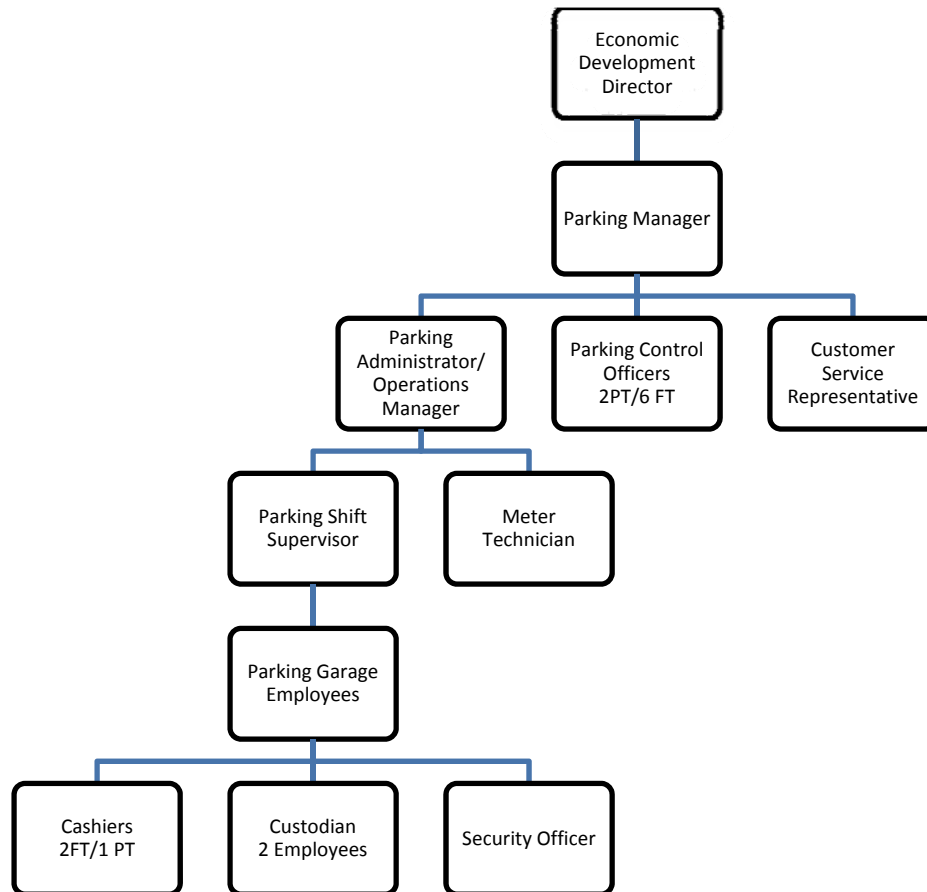 Economic
Development
Director
Parking Manager
Parking
Administrator/
Operations
Manager
Parking Control
Officers
2PT/6 FT
Customer
Service
Representative
Parking Shift
Supervisor
Meter
Technician
Parking Garage
Employees
Cashiers
2FT/1 PT
Custodian
2 Employees
Security Officer